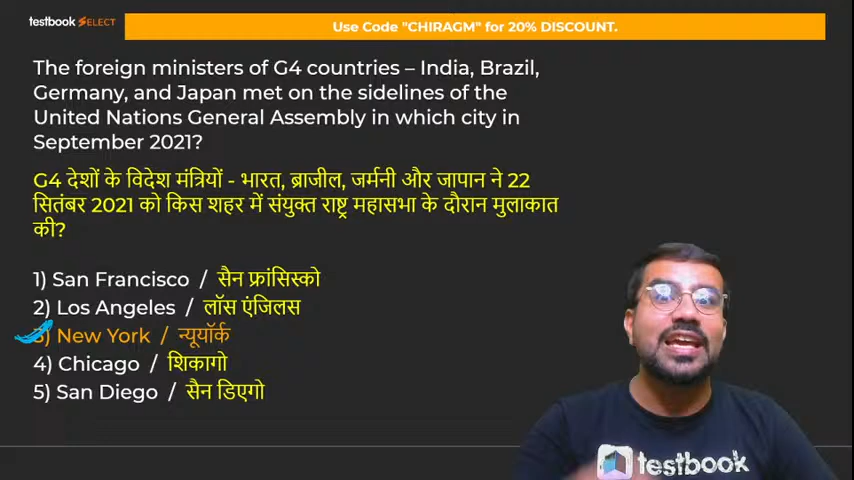 testbook SELECT
Use Code "CHIRAGM" for 20% DISCOUNT.
The foreign ministers of G4 countries – India, Brazil,
Germany, and Japan met on the sidelines of the
United Nations General Assembly in which city in
September 2021?
G4 देशों के विदेश मंत्रियों - भारत, ब्राजील, जर्मनी और जापान ने 22
सितंबर 2021 को किस शहर में संयुक्त राष्ट्र महासभा के दौरान मुलाकात
की?
1) San Francisco / सैन फ्रांसिस्को
2) Los Angeles / लॉस एंजिलस
3) New York / न्यूयॉर्क
4) Chicago / शिकागो
5) San Diego / सैन डिएगो
testbook